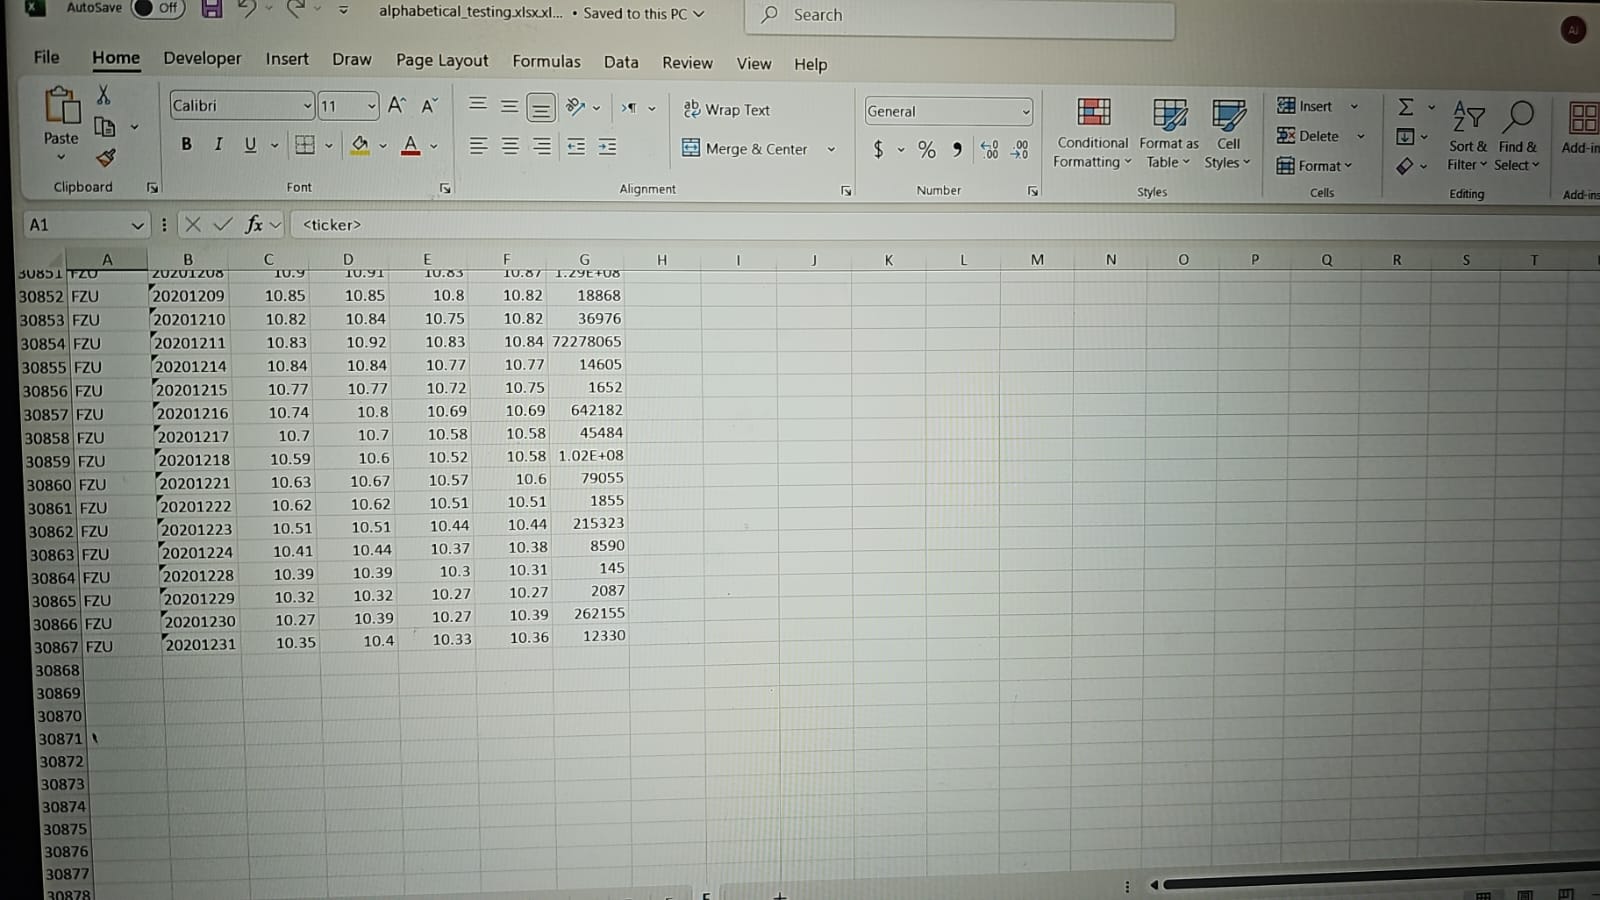 AutoSave Off alphabetical_testing.xlsx.xl... • Saved to this PC Search AJ
File Home Developer Insert Draw Page Layout Formulas Data Review View Help
Paste Calibri 11 Wrap Text Merge & Center General Conditional Formatting Format as Table Cell Styles Insert Delete Format Sort & Filter Find & Select Add-in
Clipboard Font Alignment Number Styles Cells Editing Add-ins
A1 fx <ticker>
A B C D E F G H I J K L M N O P Q R S T
30851 FZU 20201208 10.9 10.91 10.83 10.87 1.29E+08
30852 FZU 20201209 10.85 10.85 10.8 10.82 18868
30853 FZU 20201210 10.82 10.84 10.75 10.82 36976
30854 FZU 20201211 10.83 10.92 10.83 10.84 72278065
30855 FZU 20201214 10.84 10.84 10.77 10.77 14605
30856 FZU 20201215 10.77 10.77 10.72 10.75 1652
30857 FZU 20201216 10.74 10.8 10.69 10.69 642182
30858 FZU 20201217 10.7 10.7 10.58 10.58 45484
30859 FZU 20201218 10.59 10.6 10.52 10.58 1.02E+08
30860 FZU 20201221 10.63 10.67 10.57 10.6 79055
30861 FZU 20201222 10.62 10.62 10.51 10.51 1855
30862 FZU 20201223 10.51 10.51 10.44 10.44 215323
30863 FZU 20201224 10.41 10.44 10.37 10.38 8590
30864 FZU 20201228 10.39 10.39 10.3 10.31 145
30865 FZU 20201229 10.32 10.32 10.27 10.27 2087
30866 FZU 20201230 10.27 10.39 10.27 10.39 262155
30867 FZU 20201231 10.35 10.4 10.33 10.36 12330
30868
30869
30870
30871
30872
30873
30874
30875
30876
30877
30878